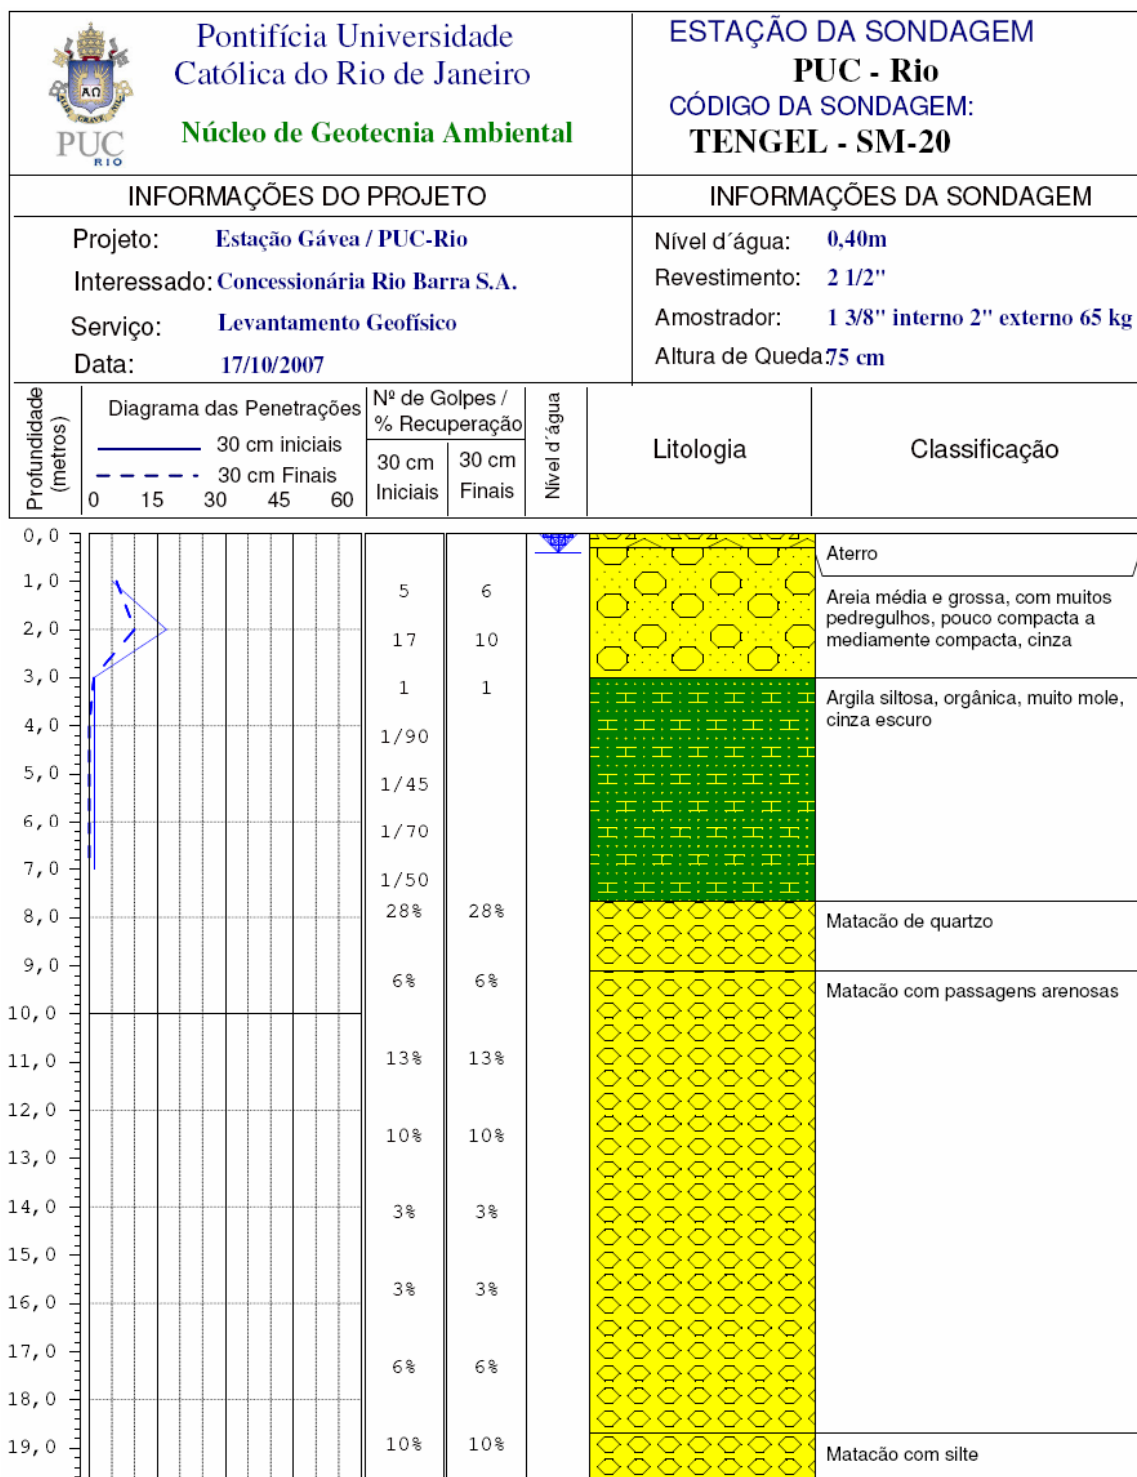 Pontifícia Universidade
Católica do Rio de Janeiro
Núcleo de Geotecnia Ambiental
PUC
RIO
ESTAÇÃO DA SONDAGEM
PUC - Rio
CÓDIGO DA SONDAGEM:
TENGEL - SM-20
INFORMAÇÕES DO PROJETO
Projeto: Estação Gávea / PUC-Rio
Interessado: Concessionária Rio Barra S.A.
Serviço: Levantamento Geofísico
Data: 17/10/2007
INFORMAÇÕES DA SONDAGEM
Nível d´água: 0,40m
Revestimento: 2 1/2"
Amostrador: 1 3/8" interno 2" externo 65 kg
Altura de Queda: 75 cm
Profundidade
(metros)
Diagrama das Penetrações
30 cm iniciais
30 cm Finais
0 15 30 45 60
Nº de Golpes /
% Recuperação
30 cm
Iniciais
30 cm
Finais
Nivel d´água
Litologia
Classificação
0,0
Aterro
1,0
5 6
Areia média e grossa, com muitos
pedregulhos, pouco compacta a
mediamente compacta, cinza
2,0
17 10
3,0
1 1
Argila siltosa, orgânica, muito mole,
cinza escuro
4,0
1/90
5,0
1/45
6,0
1/70
7,0
1/50
28% 28%
8,0
Matacão de quartzo
9,0
6% 6%
Matacão com passagens arenosas
10,0
11,0
13% 13%
12,0
10% 10%
13,0
14,0
3% 3%
15,0
3% 3%
16,0
17,0
6% 6%
18,0
19,0
10% 10%
Matacão com silte